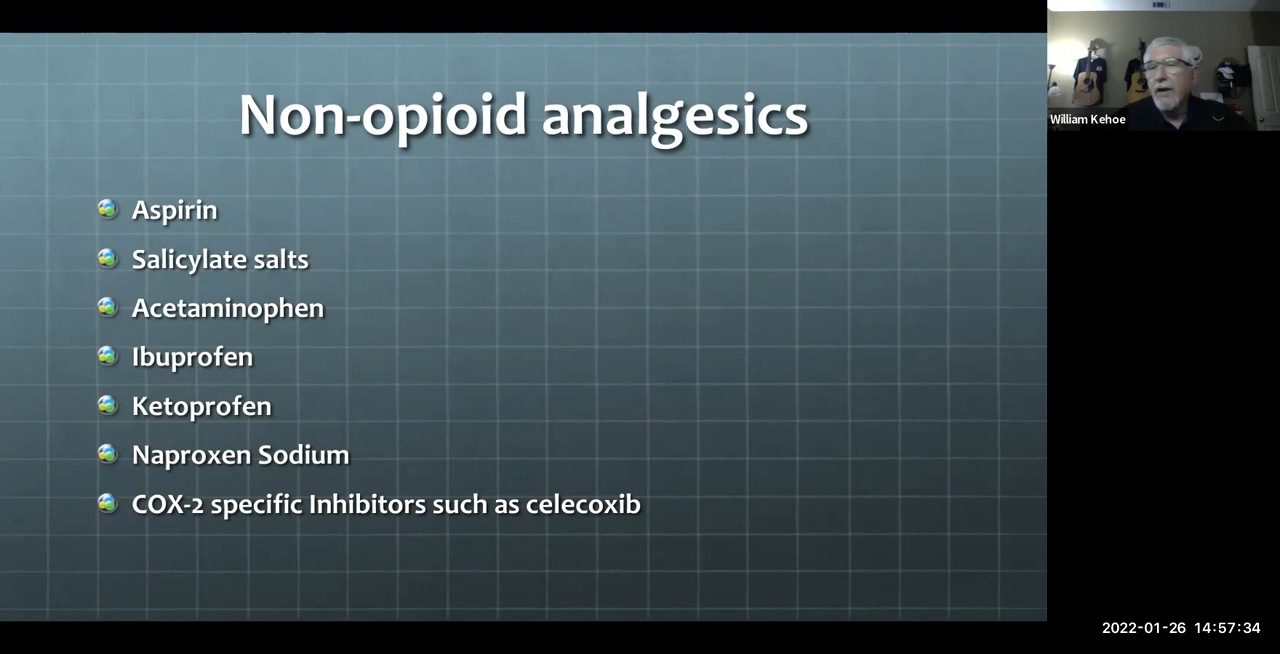 Non-opioid analgesics
Aspirin
Salicylate salts
Acetaminophen
Ibuprofen
Ketoprofen
Naproxen Sodium
COX-2 specific Inhibitors such as celecoxib
William Kehoe
2022-01-26 14:57:34